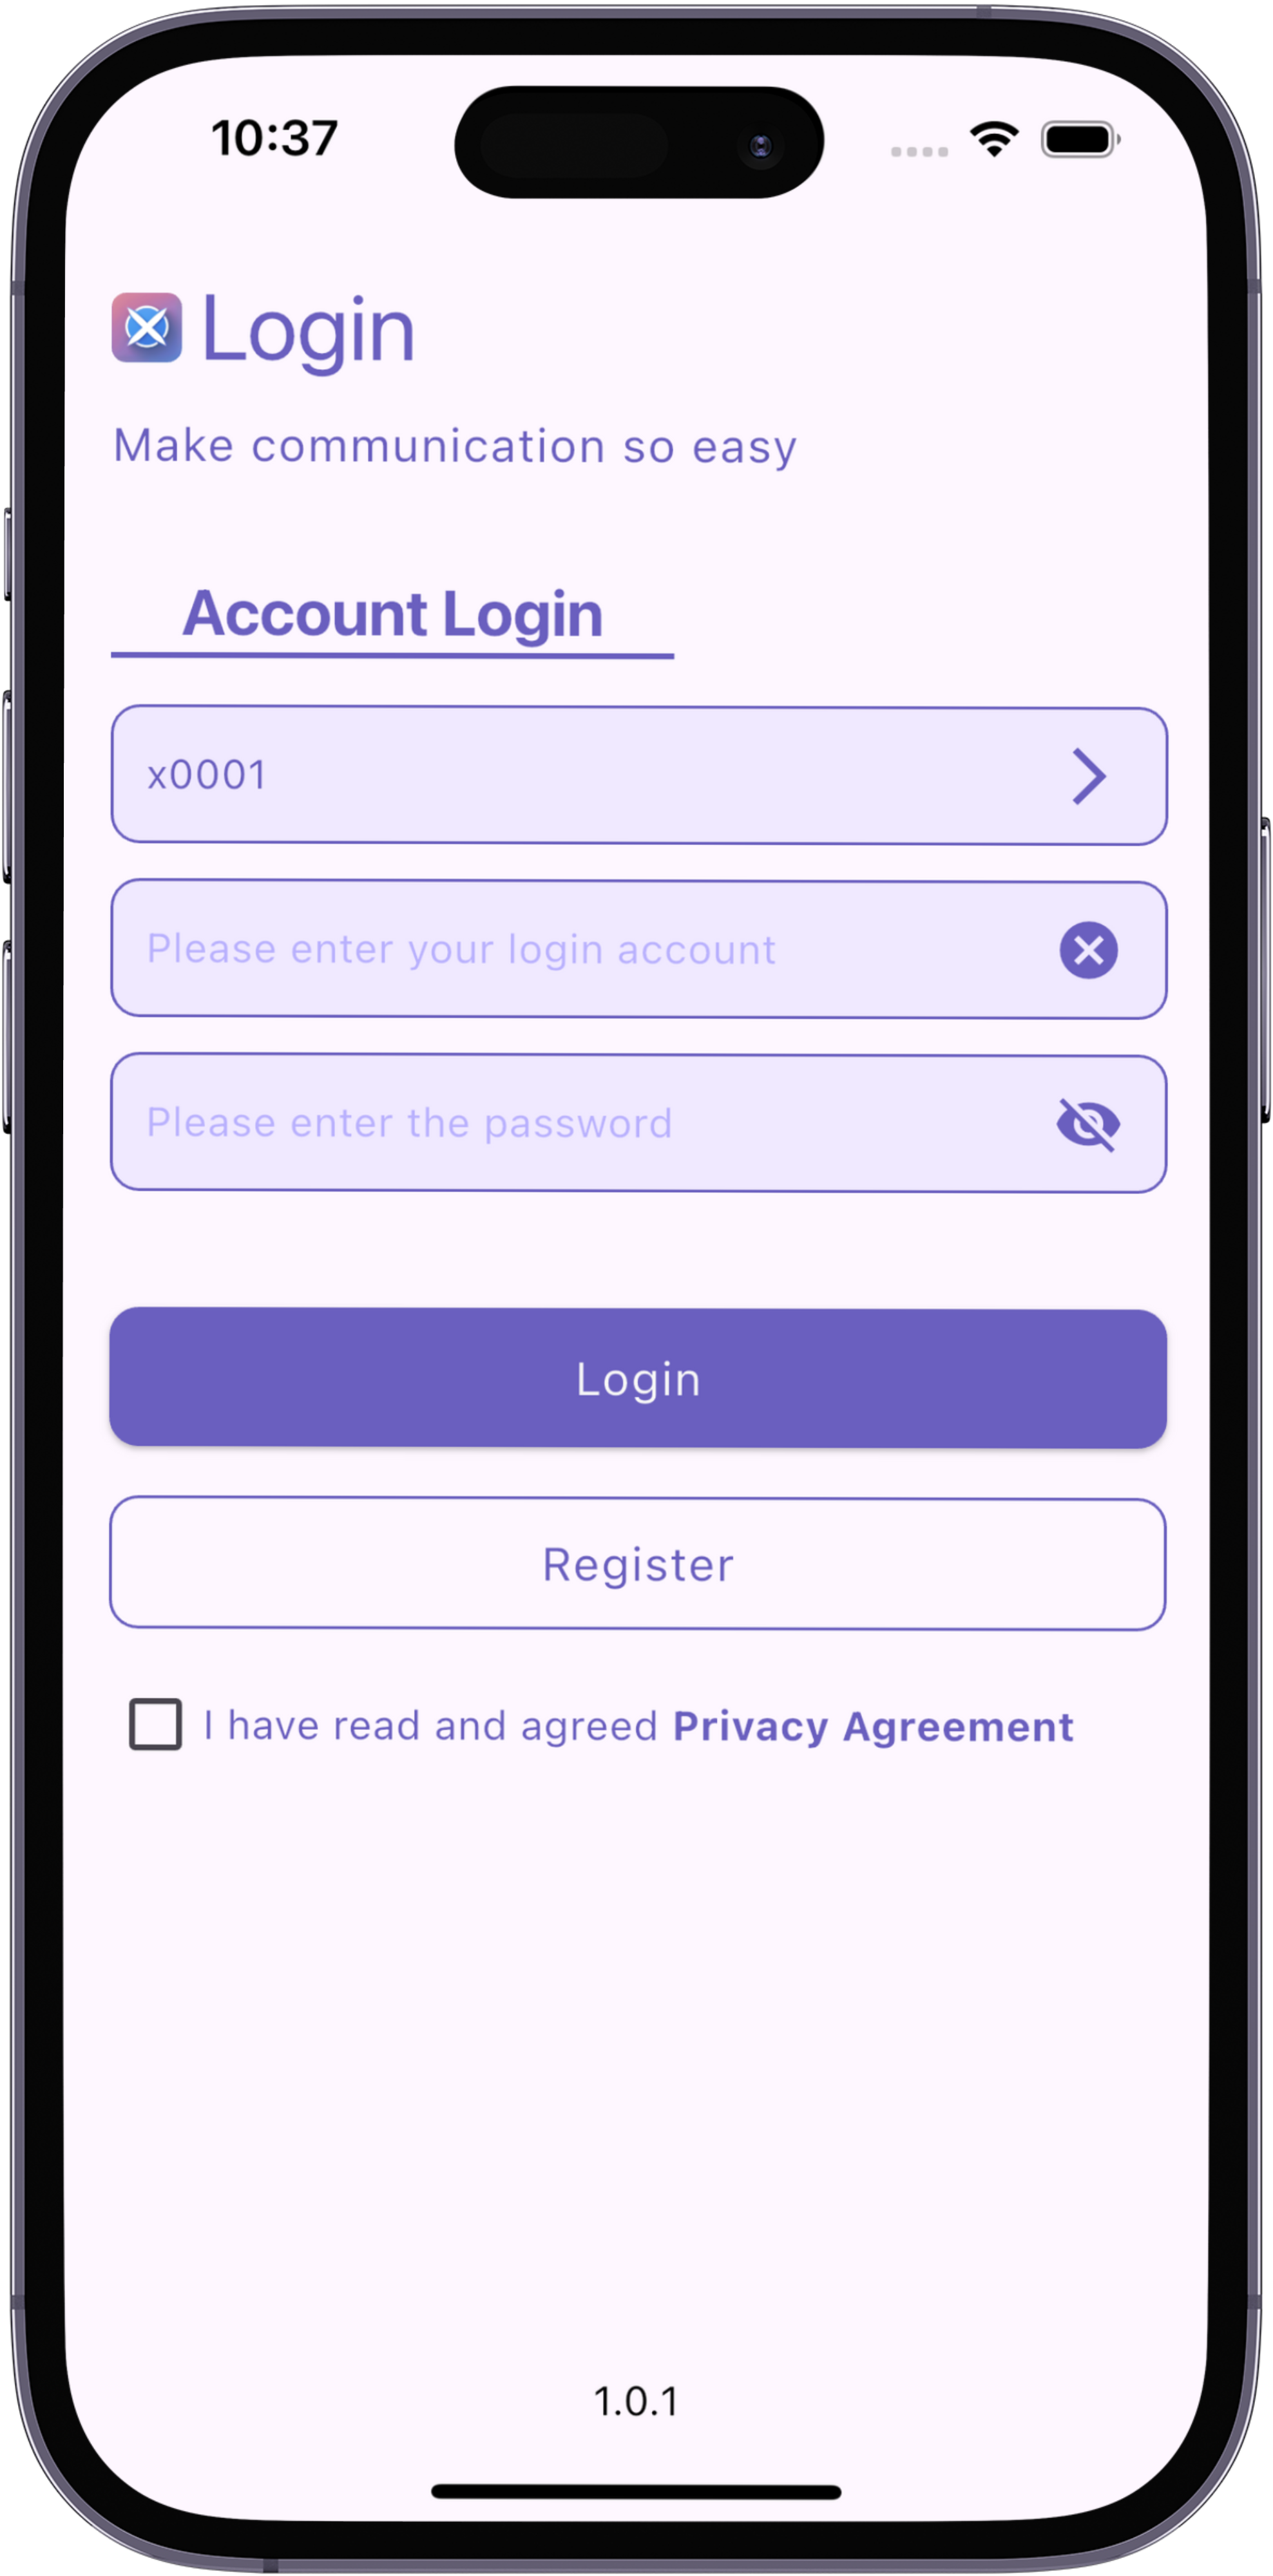 10:37
Login
Make communication so easy
Account Login
x0001
Please enter your login account
Please enter the password
Login
Register
I have read and agreed Privacy Agreement
1.0.1